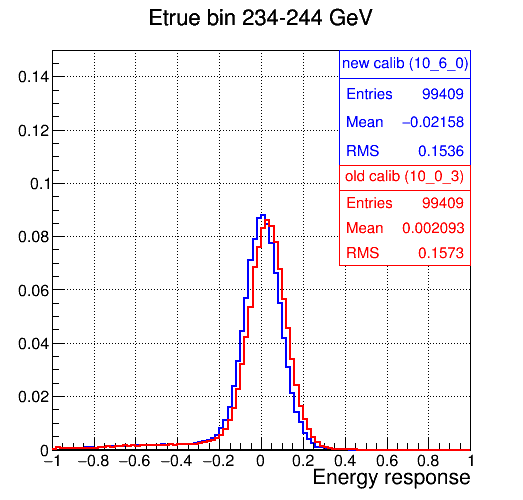 Etrue bin 234-244 GeV
new calib (10_6_0)
Entries 99409
Mean −0.02158
RMS 0.1536
old calib (10_0_3)
Entries 99409
Mean 0.002093
RMS 0.1573
0.14
0.12
0.1
0.08
0.06
0.04
0.02
0
−1 −0.8 −0.6 −0.4 −0.2 0 0.2 0.4 0.6 0.8 1
Energy response